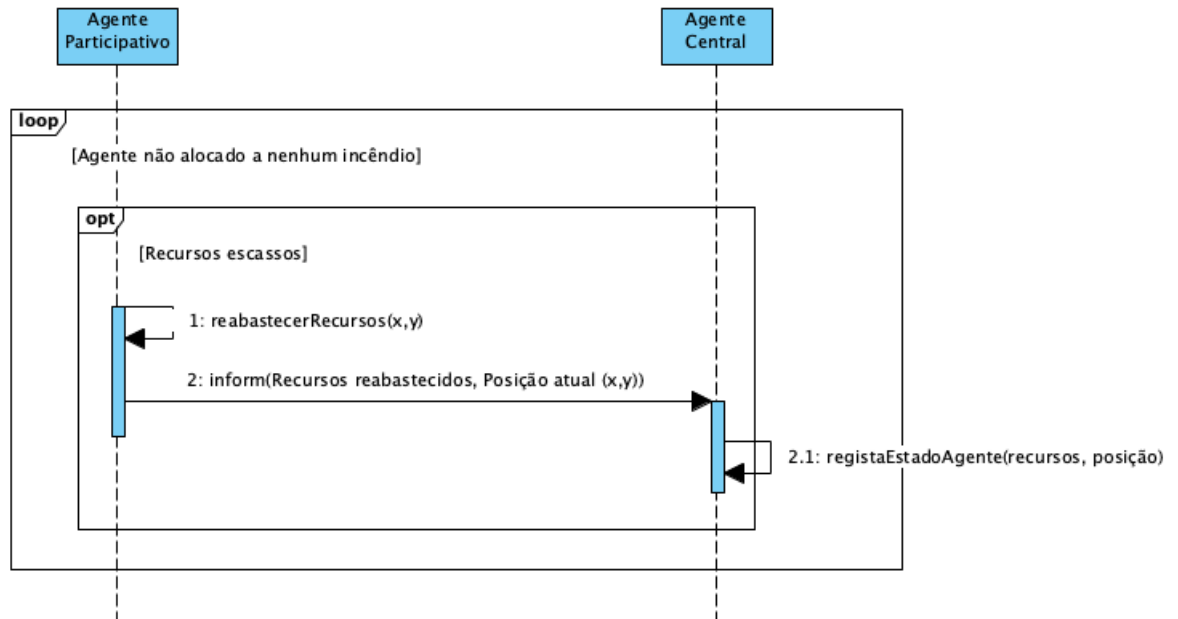 Agente
Participativo
Agente
Central
loop
[Agente não alocado a nenhum incêndio]
opt
[Recursos escassos]
1: reabastecerRecursos(x,y)
2: inform(Recursos reabastecidos, Posição atual (x,y))
2.1: registaEstadoAgente(recursos, posição)